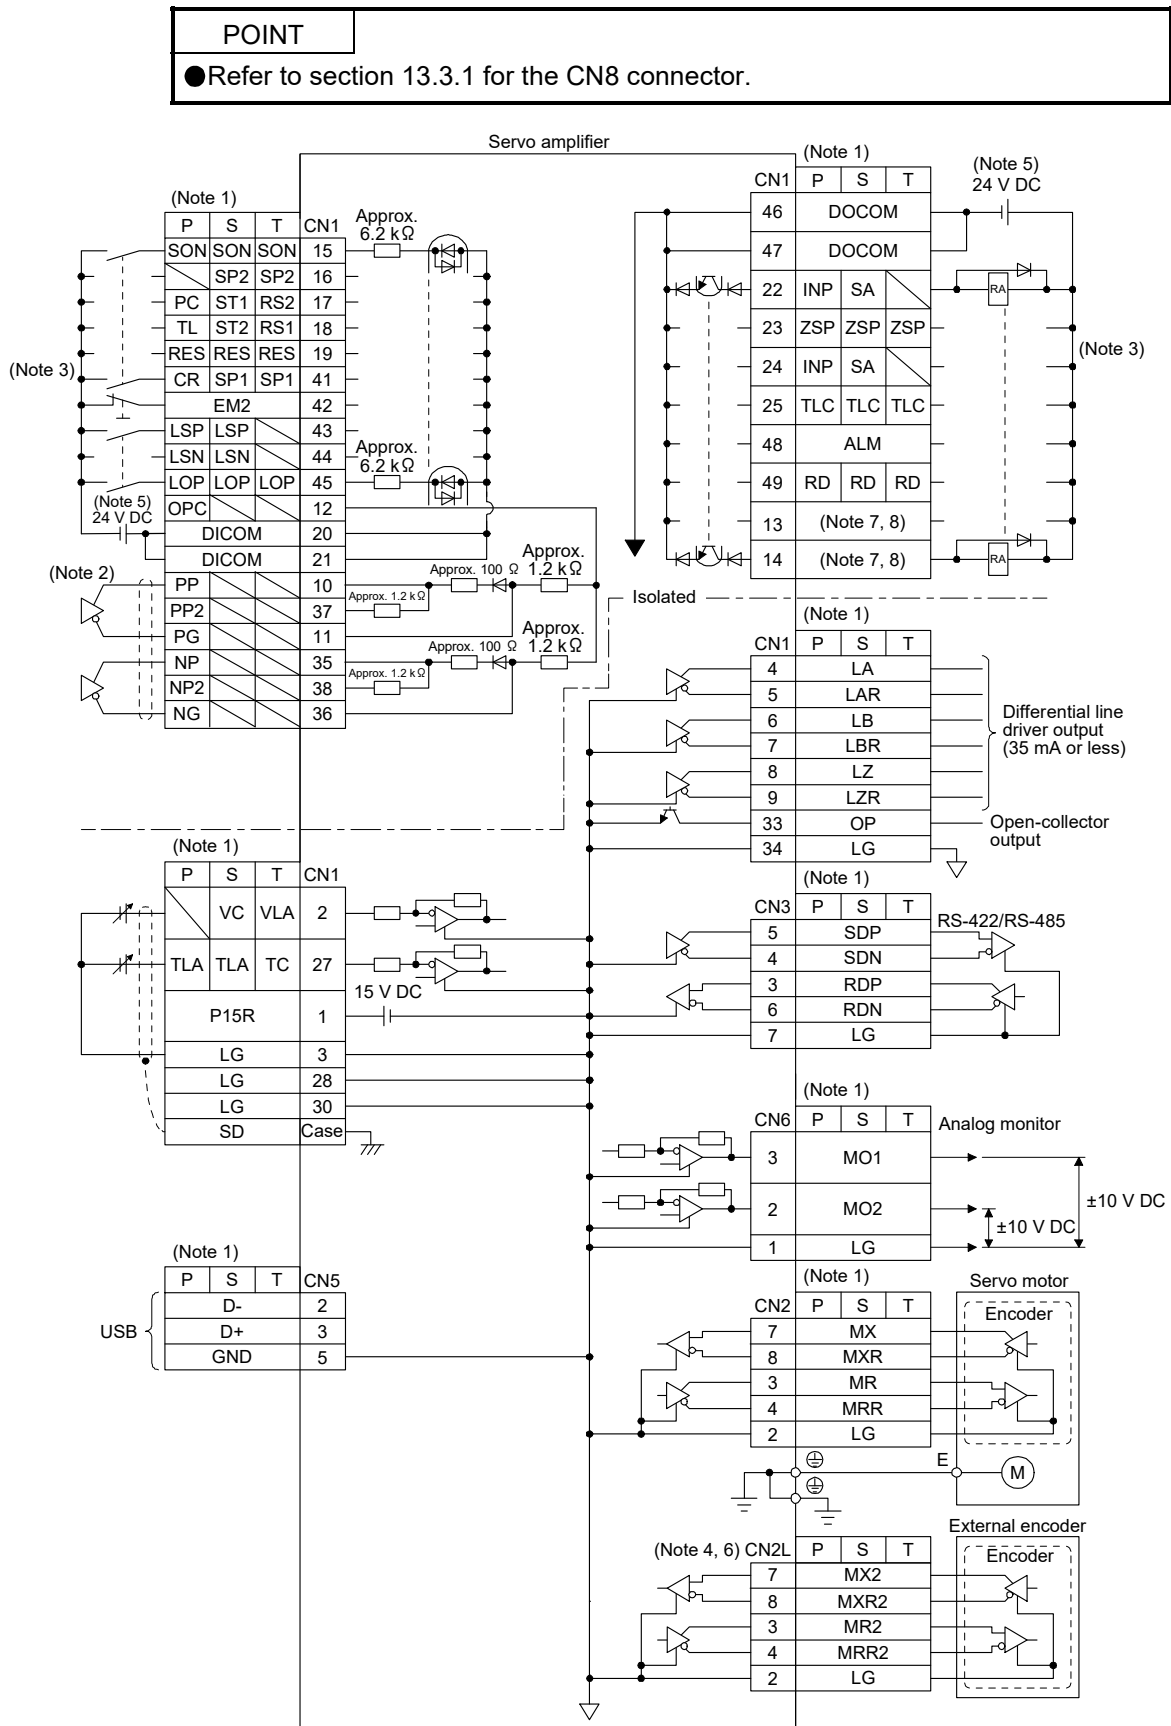 POINT
●Refer to section 13.3.1 for the CN8 connector.
Servo amplifier
(Note 1)
P S T CN1
SON SON SON 15
SP2 SP2 16
PC ST1 RS2 17
TL ST2 RS1 18
RES RES RES 19
CR SP1 SP1 41
EM2 42
LSP LSP 43
LSN LSN 44
LOP LOP LOP 45
OPC 12
DICOM 20
DICOM 21
PP 10
PP2 37
PG 11
NP 35
NP2 38
NG 36
(Note 3)
(Note 5)
24 V DC
(Note 2)
Approx.
6.2 kΩ
Approx.
6.2 kΩ
Approx. 100 Ω
Approx.
1.2 kΩ
Approx. 1.2 kΩ
Approx. 100 Ω
Approx.
1.2 kΩ
Approx. 1.2 kΩ
Isolated
(Note 1)
CN1 P S T
46 DOCOM
47 DOCOM
22 INP SA
23 ZSP ZSP ZSP
24 INP SA
25 TLC TLC TLC
48 ALM
49 RD RD RD
13 (Note 7, 8)
14 (Note 7, 8)
(Note 5)
24 V DC
RA
(Note 3)
RA
(Note 1)
CN1 P S T
4 LA
5 LAR
6 LB
7 LBR
8 LZ
9 LZR
33 OP
34 LG
Differential line
driver output
(35 mA or less)
Open-collector
output
(Note 1)
P S T CN1
VC VLA 2
TLA TLA TC 27
P15R 1
LG 3
LG 28
LG 30
SD Case
15 V DC
(Note 1)
CN3 P S T
5 SDP
4 SDN
3 RDP
6 RDN
7 LG
RS-422/RS-485
(Note 1)
CN6 P S T
3 MO1
2 MO2
1 LG
Analog monitor
±10 V DC
±10 V DC
(Note 1)
P S T CN5
D- 2
D+ 3
GND 5
USB
(Note 1)
CN2 P S T
7 MX
8 MXR
3 MR
4 MRR
2 LG
Servo motor
Encoder
E
M
(Note 4, 6) CN2L P S T
7 MX2
8 MXR2
3 MR2
4 MRR2
2 LG
External encoder
Encoder